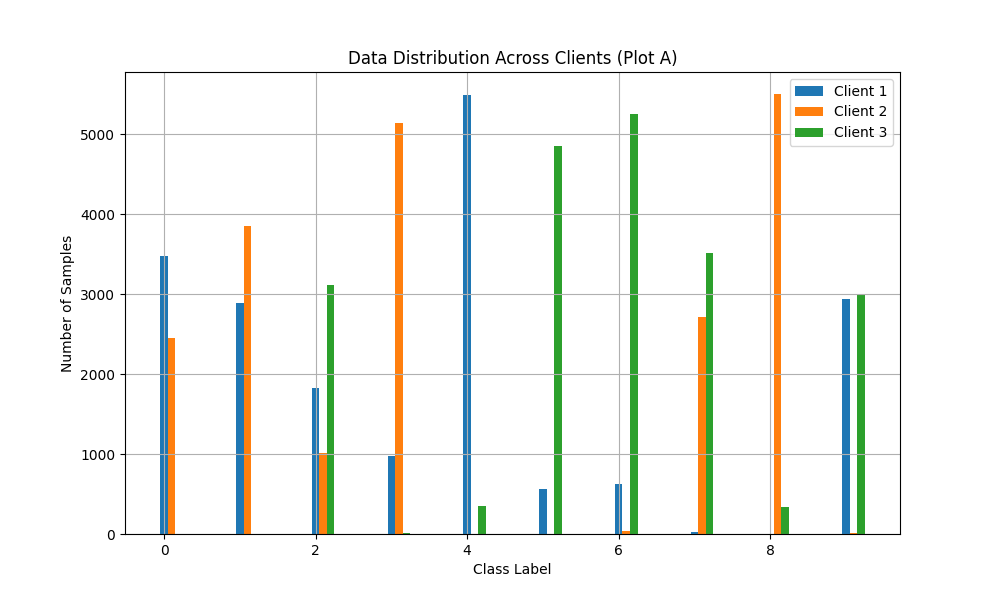 Data Distribution Across Clients (Plot A)
Client 1
Client 2
Client 3
Number of Samples
5000
4000
3000
2000
1000
0
0 2 4 6 8
Class Label